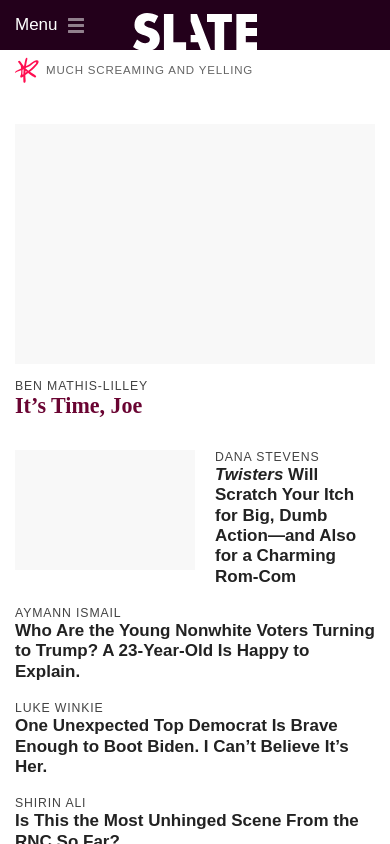 Menu
SLATE
MUCH SCREAMING AND YELLING
BEN MATHIS-LILLEY
It’s Time, Joe
DANA STEVENS
Twisters Will
Scratch Your Itch
for Big, Dumb
Action—and Also
for a Charming
Rom-Com
AYMANN ISMAIL
Who Are the Young Nonwhite Voters Turning
to Trump? A 23-Year-Old Is Happy to
Explain.
LUKE WINKIE
One Unexpected Top Democrat Is Brave
Enough to Boot Biden. I Can’t Believe It’s
Her.
SHIRIN ALI
Is This the Most Unhinged Scene From the
RNC So Far?